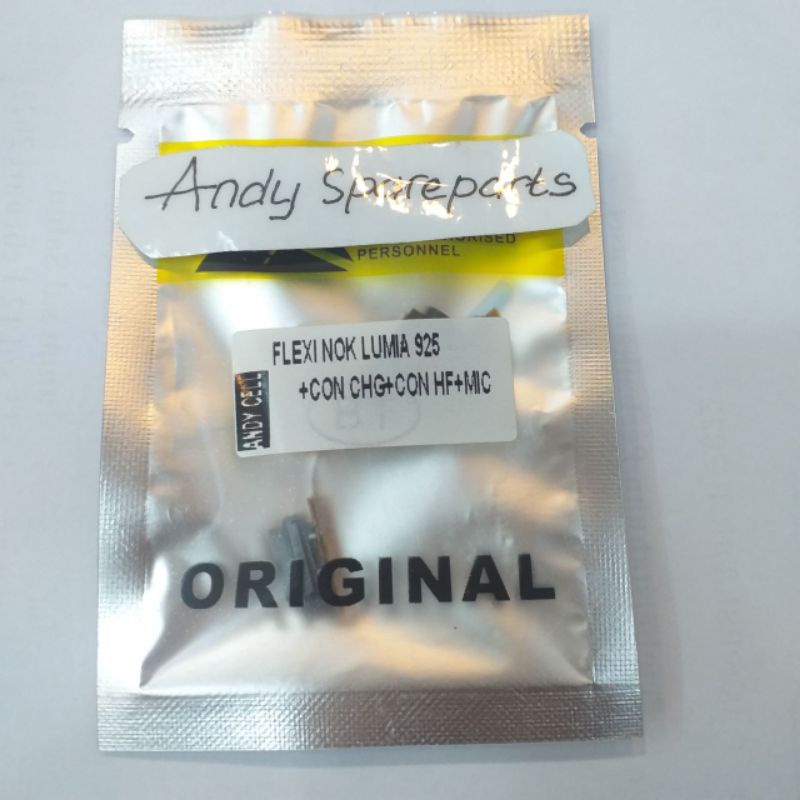 Andy Spareparts
PERSONNEL
FLEXI NOK LUMIA 925
+CON CHG+CON HF+MIC
ANDY CELL
ORIGINAL